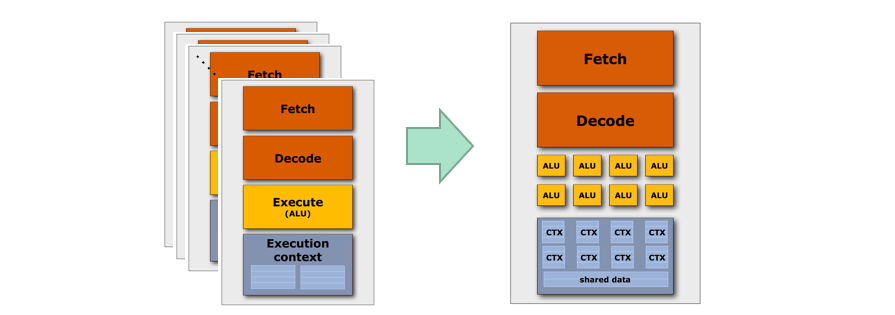 Fetch
Fetch
Decode
Execute
(ALU)
Execution
context
Fetch
Decode
ALU ALU ALU ALU
ALU ALU ALU ALU
CTX CTX CTX CTX
CTX CTX CTX CTX
shared data